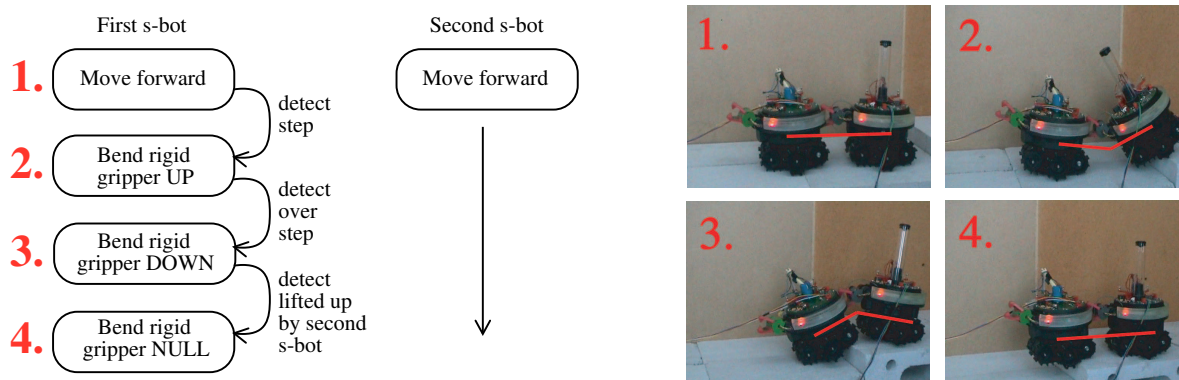 First s-bot
Second s-bot
1.
Move forward
Move forward
detect
step
2.
Bend rigid
gripper UP
detect
over
step
3.
Bend rigid
gripper DOWN
detect
lifted up
by second
s-bot
4.
Bend rigid
gripper NULL
1.
2.
3.
4.